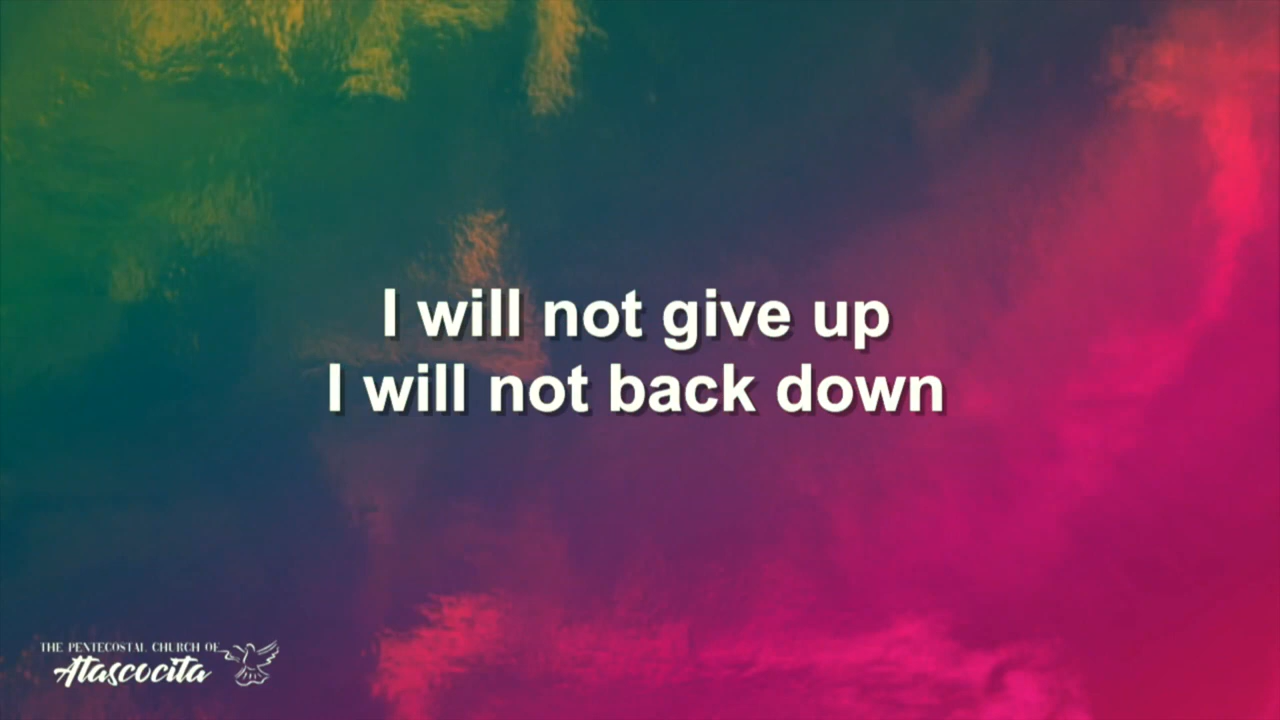 I will not give up
I will not back down
THE PENTECOSTAL CHURCH OF
Atascocita